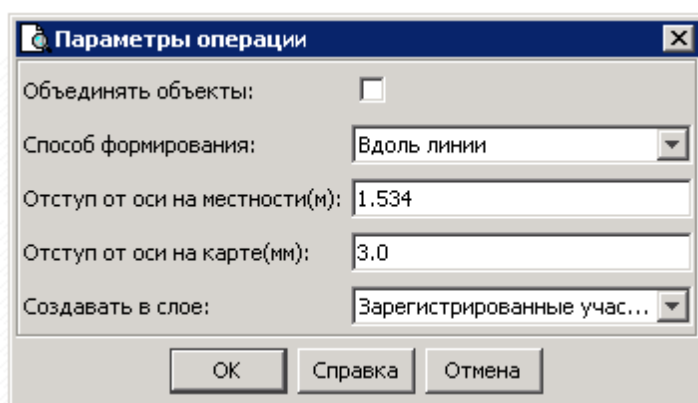 Параметры операции
Объединять объекты:
Способ формирования: Вдоль линии
Отступ от оси на местности(м): 1.534
Отступ от оси на карте(мм): 3.0
Создавать в слое: Зарегистрированные учас...
OK Справка Отмена